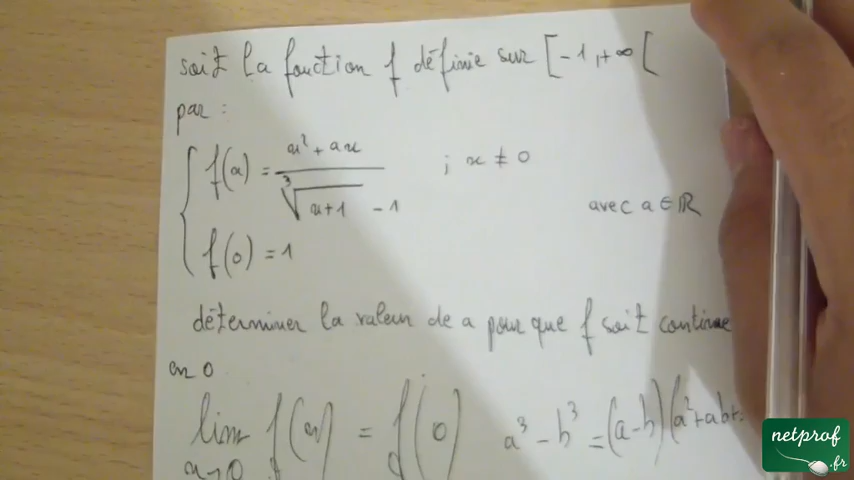 soit la fonction f définie sur [-1,+∞[
par :
f(x) = x²+ax / ∛x+1 - 1 ; x ≠ 0
avec a ∈ ℝ
f(0) = 1
déterminer la valeur de a pour que f soit continue
en 0
lim f(x) = f(0) a³ - b³ = (a-b)(a²+ab+
x→0
netprof
.fr